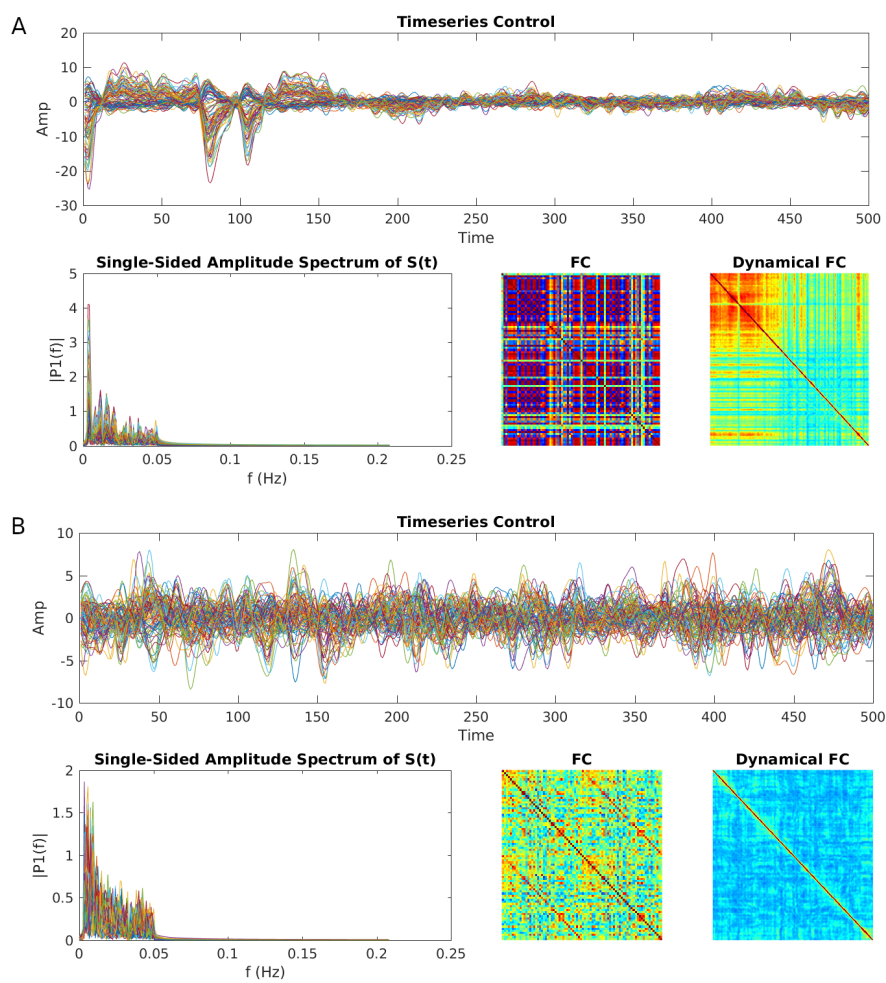 A
Timeseries Control
Amp
20
10
0
-10
-20
-30
0 50 100 150 200 250 300 350 400 450 500
Time
Single-Sided Amplitude Spectrum of S(t)
|P1(f)|
5
4
3
2
1
0
0 0.05 0.1 0.15 0.2 0.25
f (Hz)
FC
Dynamical FC
B
Timeseries Control
Amp
10
5
0
-5
-10
0 50 100 150 200 250 300 350 400 450 500
Time
Single-Sided Amplitude Spectrum of S(t)
|P1(f)|
2
1.5
1
0.5
0
0 0.05 0.1 0.15 0.2 0.25
f (Hz)
FC
Dynamical FC